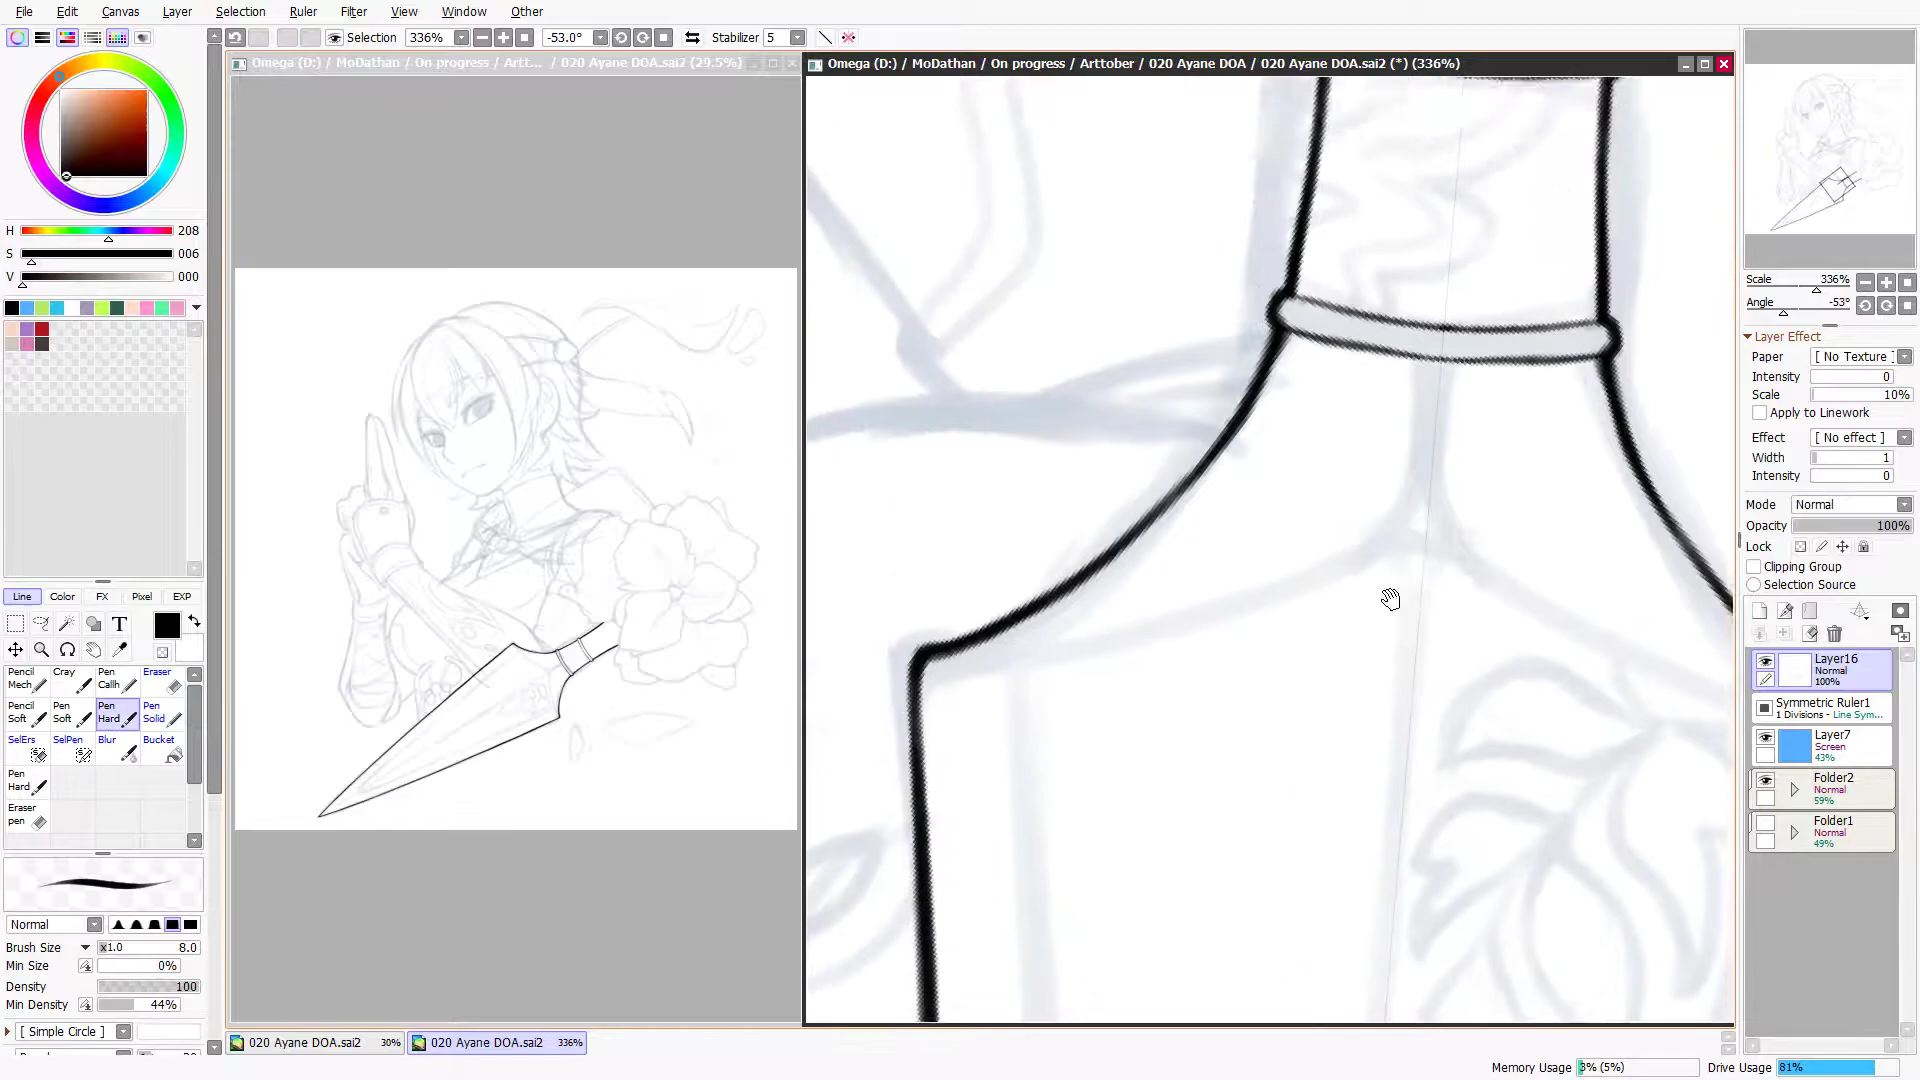 File Edit Canvas Layer Selection Ruler Filter View Window Other
Selection 336% -53.0° Stabilizer 5
Omega (D:) / MoDathan / On progress / Artt... / 020 Ayane DOA.sai2 (29.5%)
Omega (D:) / MoDathan / On progress / Arttober / 020 Ayane DOA / 020 Ayane DOA.sai2 (*) (336%)
H 208
S 006
V 000
Line Color FX Pixel EXP
T
Pencil Mech Cray Pen Callh Eraser
Pencil Soft Pen Soft Pen Hard Pen Solid
SelErs SelPen Blur Bucket
Pen Hard
Eraser pen
Normal
Brush Size x1.0 8.0
Min Size 0%
Density 100
Min Density 44%
[ Simple Circle ]
020 Ayane DOA.sai2 30%
020 Ayane DOA.sai2 336%
Scale 336%
Angle -53°
Layer Effect
Paper [ No Texture ]
Intensity 0
Scale 10%
Apply to Linework
Effect [ No effect ]
Width 1
Intensity 0
Mode Normal
Opacity 100%
Lock
Clipping Group
Selection Source
Layer16
Normal
100%
Symmetric Ruler1
1 Divisions - Line Sym...
Layer7
Screen
43%
Folder2
Normal
59%
Folder1
Normal
49%
Memory Usage 3% (5%) Drive Usage 81%